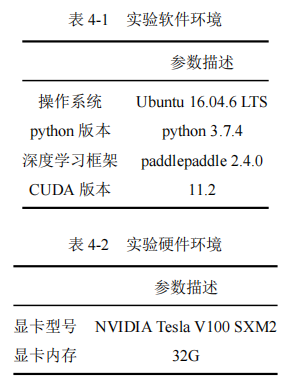 表 4-1 实验软件环境
参数描述
操作系统 Ubuntu 16.04.6 LTS
python 版本 python 3.7.4
深度学习框架 paddlepaddle 2.4.0
CUDA 版本 11.2
表 4-2 实验硬件环境
参数描述
显卡型号 NVIDIA Tesla V100 SXM2
显卡内存 32G